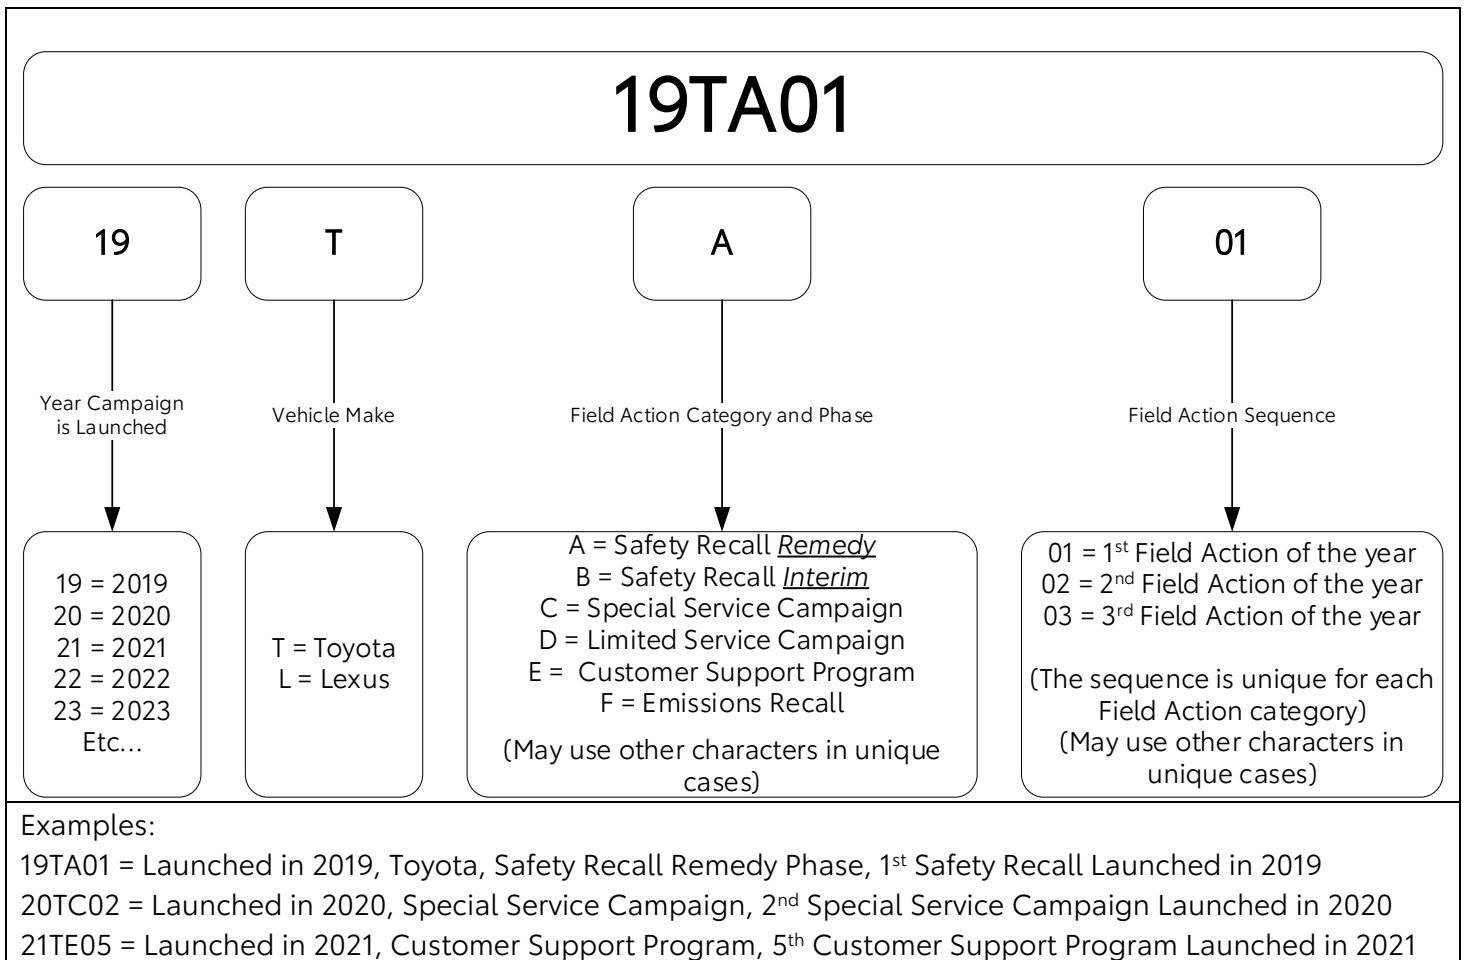 19TA01
19
T
A
01
Year Campaign
is Launched
Vehicle Make
Field Action Category and Phase
Field Action Sequence
19 = 2019
20 = 2020
21 = 2021
22 = 2022
23 = 2023
Etc...
T = Toyota
L = Lexus
A = Safety Recall Remedy
B = Safety Recall Interim
C = Special Service Campaign
D = Limited Service Campaign
E =  Customer Support Program
F = Emissions Recall
(May use other characters in unique
cases)
01 = 1st Field Action of the year
02 = 2nd Field Action of the year
03 = 3rd Field Action of the year
(The sequence is unique for each
Field Action category)
(May use other characters in
unique cases)
Examples:
19TA01 = Launched in 2019, Toyota, Safety Recall Remedy Phase, 1st Safety Recall Launched in 2019
20TC02 = Launched in 2020, Special Service Campaign, 2nd Special Service Campaign Launched in 2020
21TE05 = Launched in 2021, Customer Support Program, 5th Customer Support Program Launched in 2021